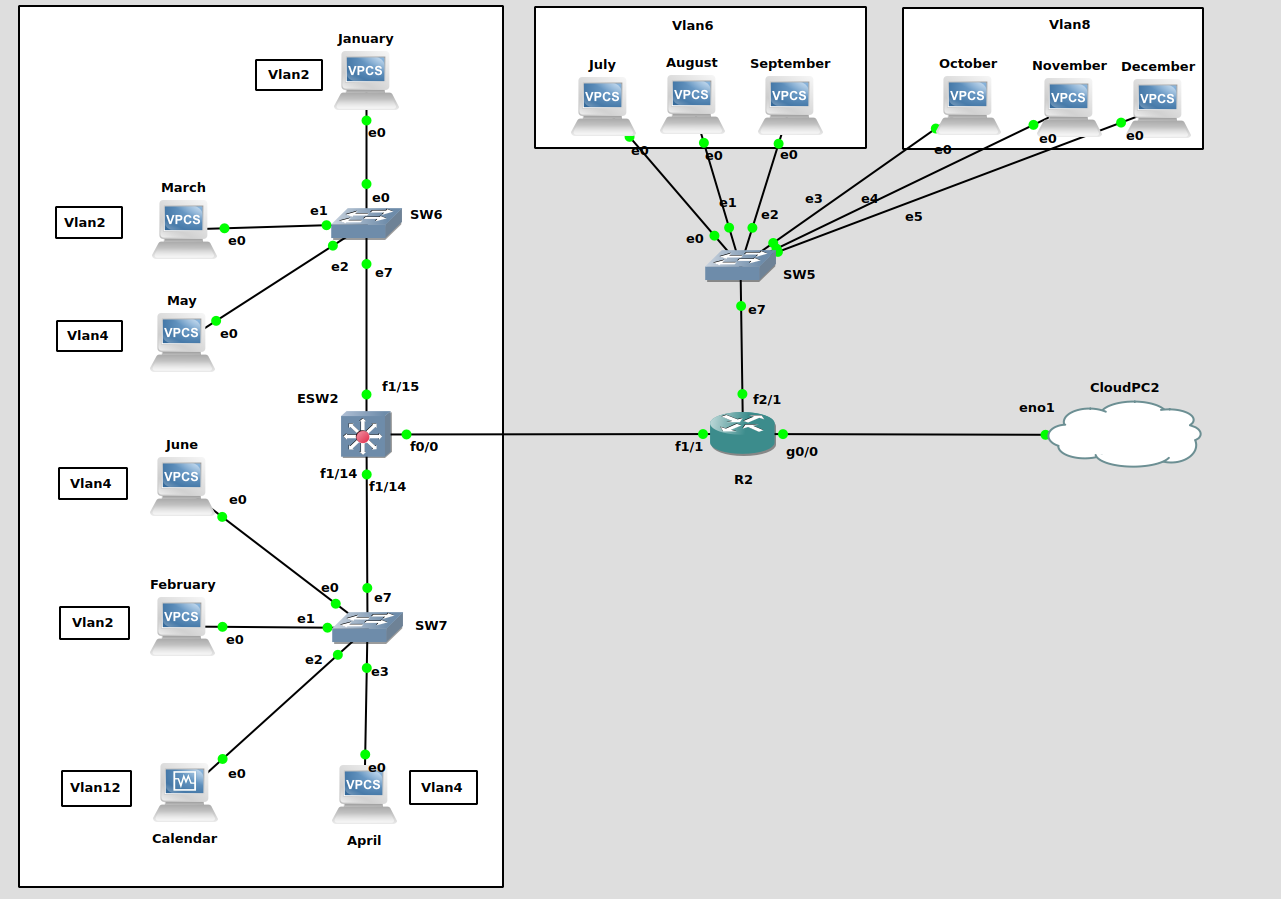 January
Vlan2
VPCS
e0
e0
March
Vlan2
VPCS
e0
e1
SW6
e2
e7
May
Vlan4
VPCS
e0
f1/15
ESW2
f0/0
f1/14
f1/14
June
Vlan4
VPCS
e0
February
Vlan2
VPCS
e0
e0
e1
e7
SW7
e2
e3
Vlan12
e0
Calendar
e0
VPCS
Vlan4
April
Vlan6
July
August
September
VPCS
VPCS
VPCS
e0
e0
e0
Vlan8
October
November
December
VPCS
VPCS
VPCS
e0
e0
e0
e0
e1
e2
e3
e4
e5
SW5
e7
f2/1
f1/1
g0/0
R2
CloudPC2
eno1